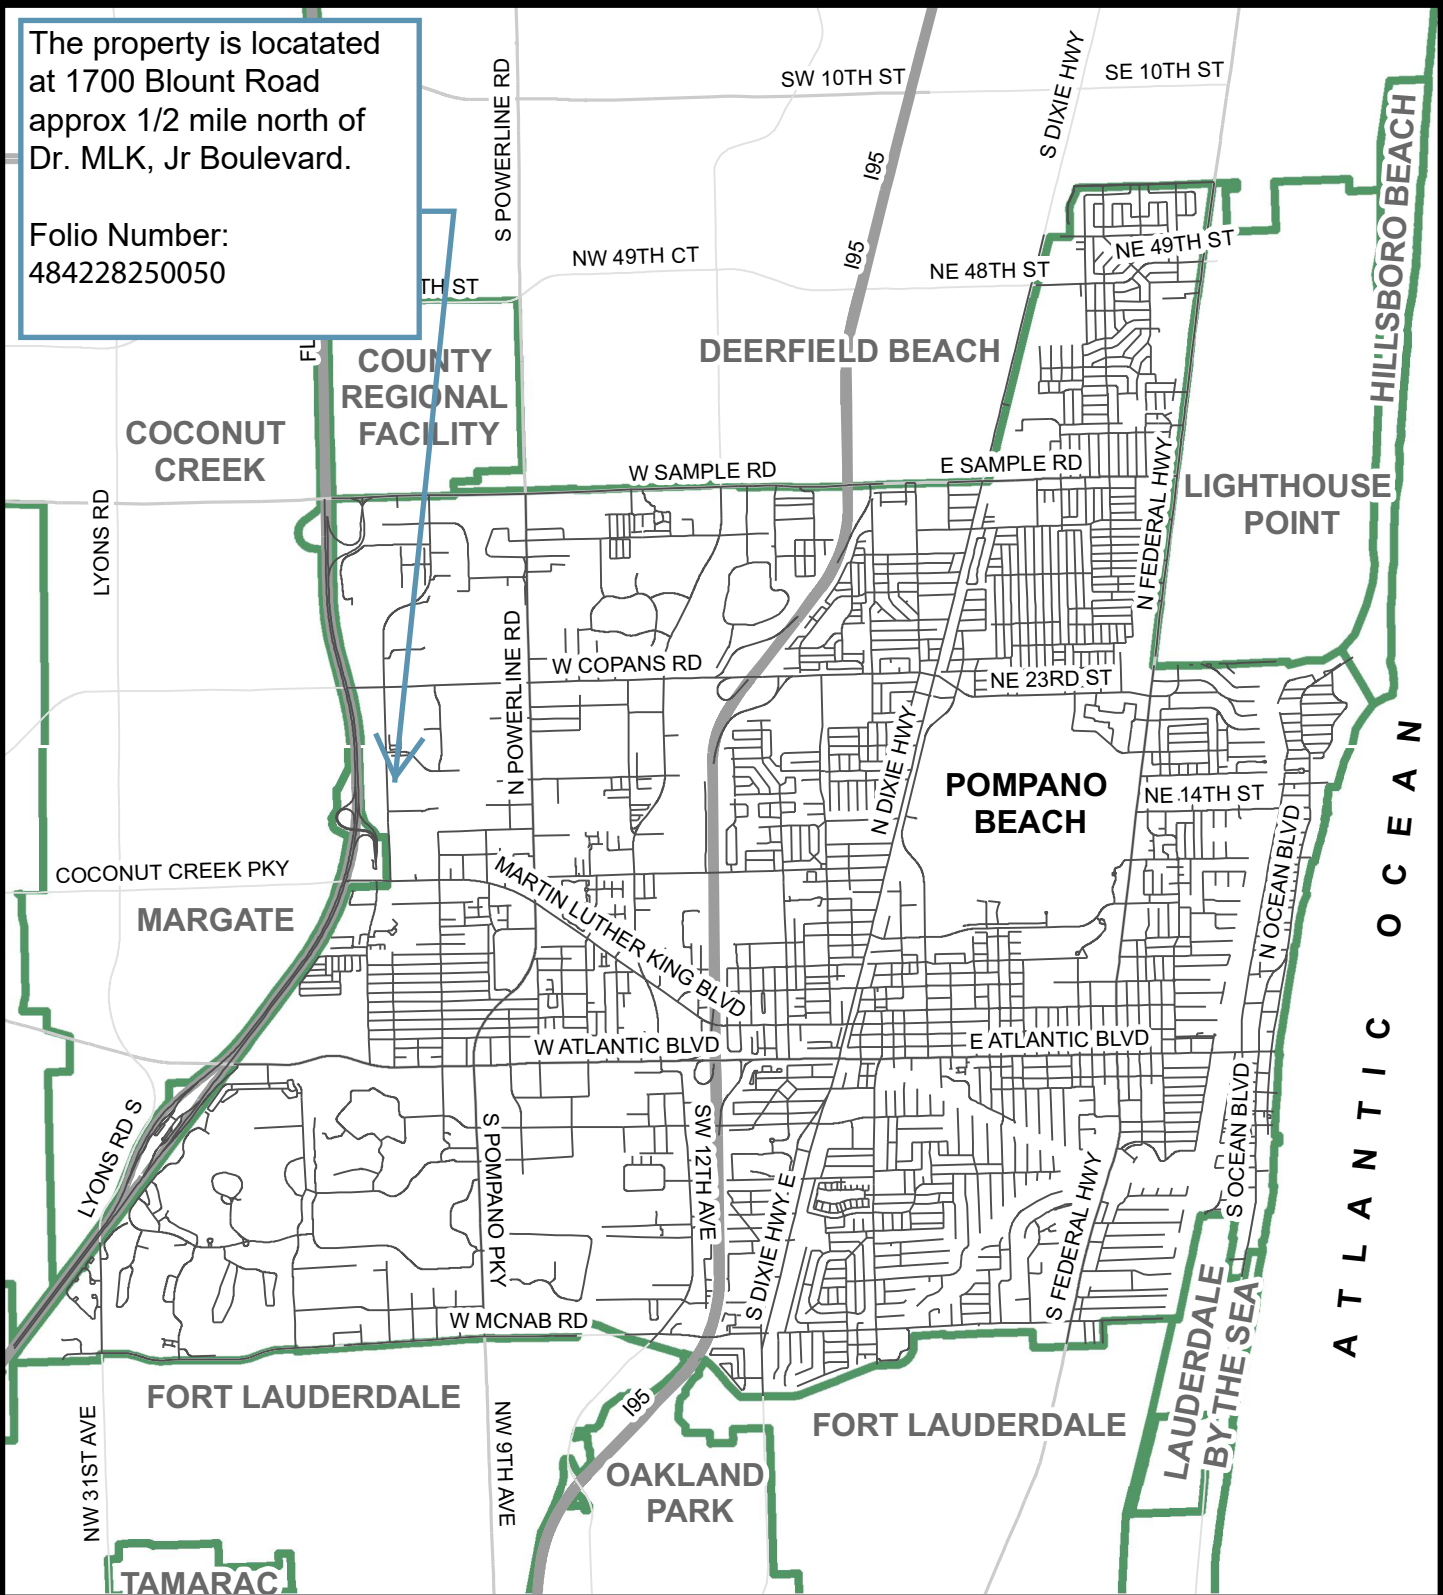 The property is locatated
at 1700 Blount Road
approx 1/2 mile north of
Dr. MLK, Jr Boulevard.
Folio Number:
484228250050
S POWERLINE RD
SW 10TH ST
SE 10TH ST
S DIXIE HWY
I95
HILLSBORO BEACH
NE 49TH ST
NW 49TH CT
I95
NE 48TH ST
TH ST
FL
COUNTY
REGIONAL
FACILITY
DEERFIELD BEACH
COCONUT
CREEK
W SAMPLE RD
E SAMPLE RD
LIGHTHOUSE
POINT
LYONS RD
N FEDERAL HWY
N POWERLINE RD
W COPANS RD
NE 23RD ST
N DIXIE HWY
POMPANO
BEACH
NE 14TH ST
ATLANTIC OCEAN
COCONUT CREEK PKY
MARTIN LUTHER KING BLVD
N OCEAN BLVD
MARGATE
W ATLANTIC BLVD
E ATLANTIC BLVD
LYONS RD S
S POMPANO PKY
SW 12TH AVE
S DIXIE HWY E
S FEDERAL HWY
S OCEAN BLVD
W MCNAB RD
LAUDERDALE
BY THE SEA
FORT LAUDERDALE
I95
FORT LAUDERDALE
NW 31ST AVE
NW 9TH AVE
OAKLAND
PARK
TAMARAC